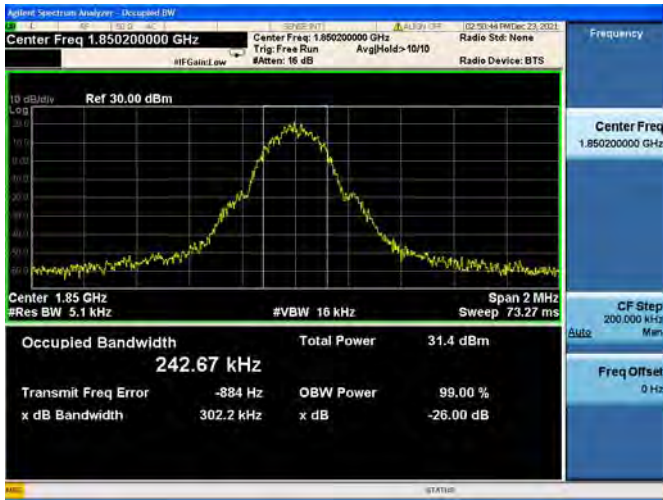 Agilent Spectrum Analyzer - Occupied BW
SENSE:INT ALIGN OFF 02:50:44 PM Dec 23, 2021
Center Freq 1.850200000 GHz
Center Freq: 1.850200000 GHz
Radio Std: None
Trig: Free Run Avg|Hold:>10/10
#IFGain:Low
#Atten: 16 dB
Radio Device: BTS
10 dB/div Ref 30.00 dBm
Log
Center 1.85 GHz Span 2 MHz
#Res BW 5.1 kHz #VBW 16 kHz Sweep 73.27 ms
Occupied Bandwidth Total Power 31.4 dBm
242.67 kHz
Transmit Freq Error -884 Hz OBW Power 99.00 %
x dB Bandwidth 302.2 kHz x dB -26.00 dB
MSG STATUS
Frequency
Center Freq
1.850200000 GHz
CF Step
200.000 kHz
Auto Man
Freq Offset
0 Hz